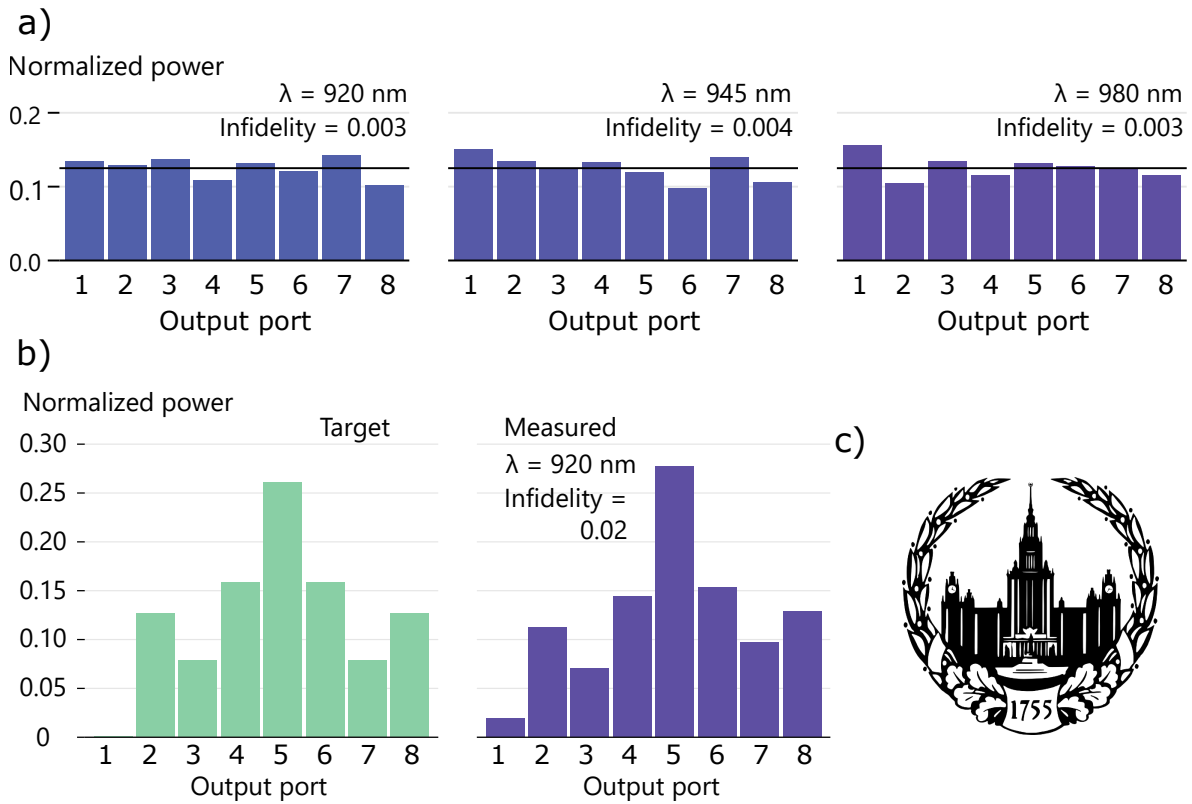 a)
Normalized power
λ = 920 nm
Infidelity = 0.003
λ = 945 nm
Infidelity = 0.004
λ = 980 nm
Infidelity = 0.003
0.2
0.1
0.0
1 2 3 4 5 6 7 8
1 2 3 4 5 6 7 8
1 2 3 4 5 6 7 8
Output port
Output port
Output port
b)
Normalized power
Target
0.30
0.25
0.20
0.15
0.10
0.05
0
1 2 3 4 5 6 7 8
Output port
Measured
λ = 920 nm
Infidelity =
0.02
1 2 3 4 5 6 7 8
Output port
c)
1755